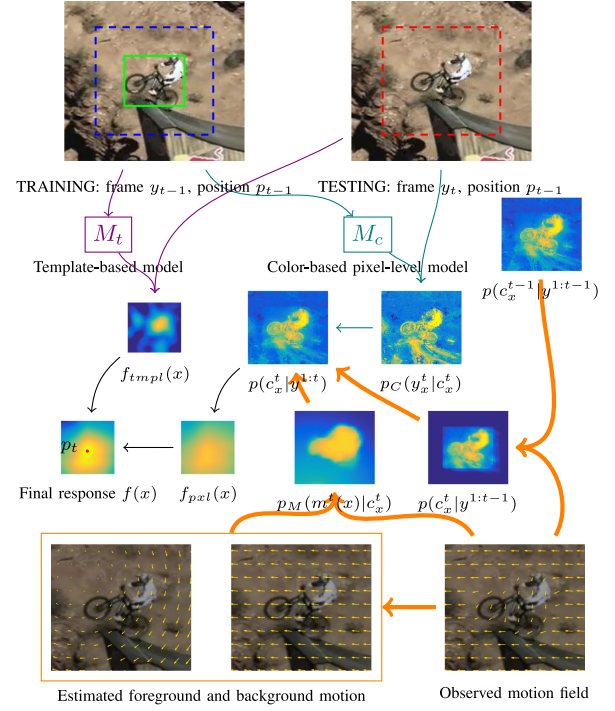 TRAINING: frame y_{t−1}, position p_{t−1}
TESTING: frame y_t, position p_{t−1}
M_t
M_c
Template-based model
Color-based pixel-level model
p(c_x^{t−1}|y^{1:t−1})
f_{tmpl}(x)
p(c_x^t|y^{1:t})
p_C(y_x^t|c_x^t)
p_t
Final response f(x)
f_{pxl}(x)
p_M(m^t(x)|c_x^t)
p(c_x^t|y^{1:t−1})
Estimated foreground and background motion
Observed motion field